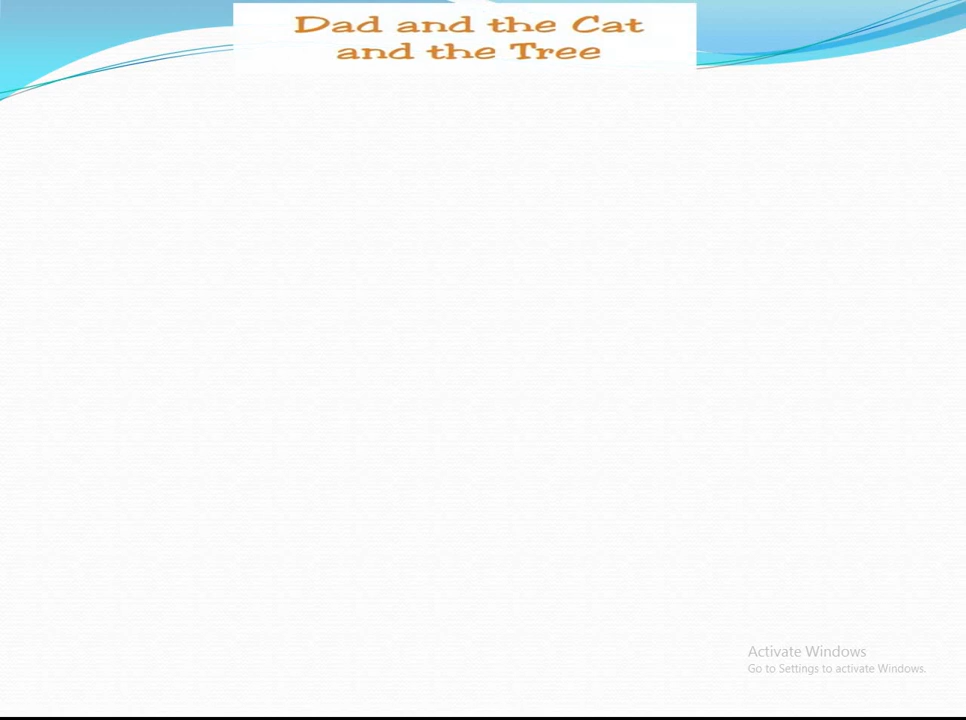 Dad and the Cat
and the Tree
Activate Windows
Go to Settings to activate Windows.